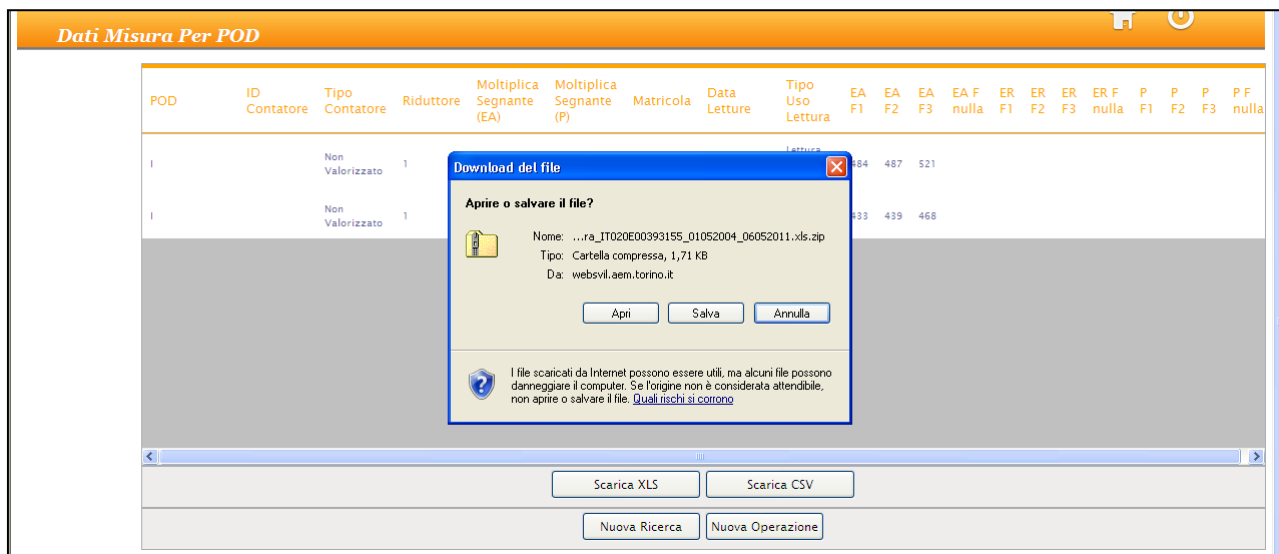 Dati Misura Per POD
POD ID Contatore Tipo Contatore Riduttore Moltiplica Segnante (EA) Moltiplica Segnante (P) Matricola Data Letture Tipo Uso Lettura EA F1 EA F2 EA F3 EA F nulla ER F1 ER F2 ER F3 ER F nulla P F1 P F2 P F3 P F nulla
I Non Valorizzato 1 Lettura 484 487 521
I Non Valorizzato 1 433 439 468
Download del file
Aprire o salvare il file?
Nome: ...ra_IT020E00393155_01052004_06052011.xls.zip
Tipo: Cartella compressa, 1,71 KB
Da: websvil.aem.torino.it
Apri Salva Annulla
I file scaricati da Internet possono essere utili, ma alcuni file possono
danneggiare il computer. Se l'origine non è considerata attendibile,
non aprire o salvare il file. Quali rischi si corrono
Scarica XLS Scarica CSV
Nuova Ricerca Nuova Operazione